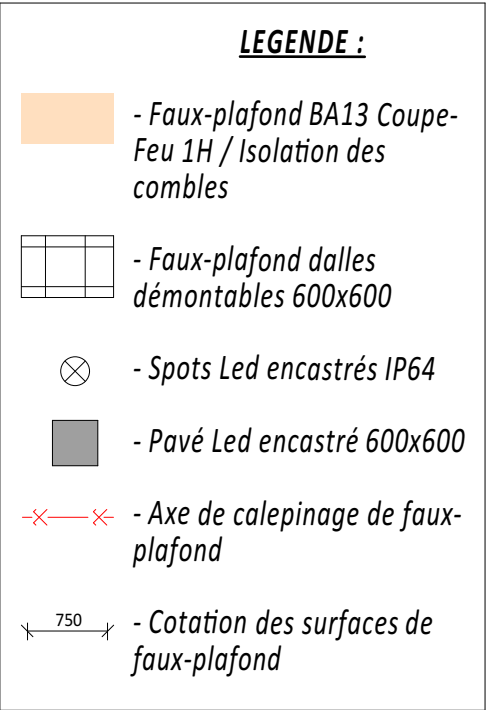 LEGENDE :
- Faux-plafond BA13 Coupe-
Feu 1H / Isolation des
combles
- Faux-plafond dalles
démontables 600x600
- Spots Led encastrés IP64
- Pavé Led encastré 600x600
- Axe de calepinage de faux-
plafond
750
- Cotation des surfaces de
faux-plafond